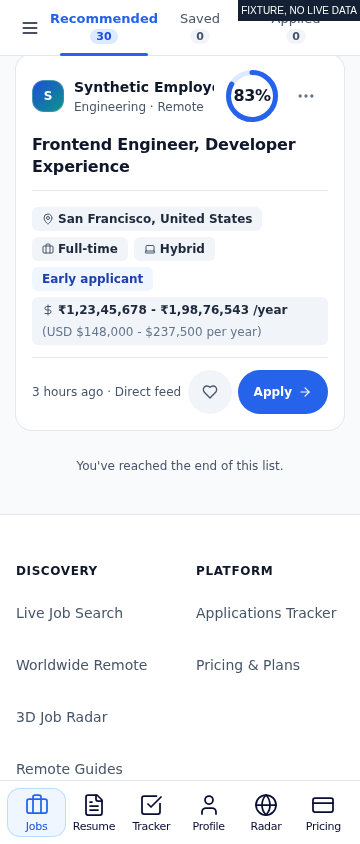 FIXTURE, NO LIVE DATA
Recommended
30
Saved
0
Applied
0
S
Synthetic Employe
Engineering · Remote
83%
Frontend Engineer, Developer
Experience
San Francisco, United States
Full-time
Hybrid
Early applicant
$ ₹1,23,45,678 - ₹1,98,76,543 /year
(USD $148,000 - $237,500 per year)
3 hours ago · Direct feed
Apply →
You've reached the end of this list.
DISCOVERY
PLATFORM
Live Job Search
Applications Tracker
Worldwide Remote
Pricing & Plans
3D Job Radar
Remote Guides
Jobs
Resume
Tracker
Profile
Radar
Pricing